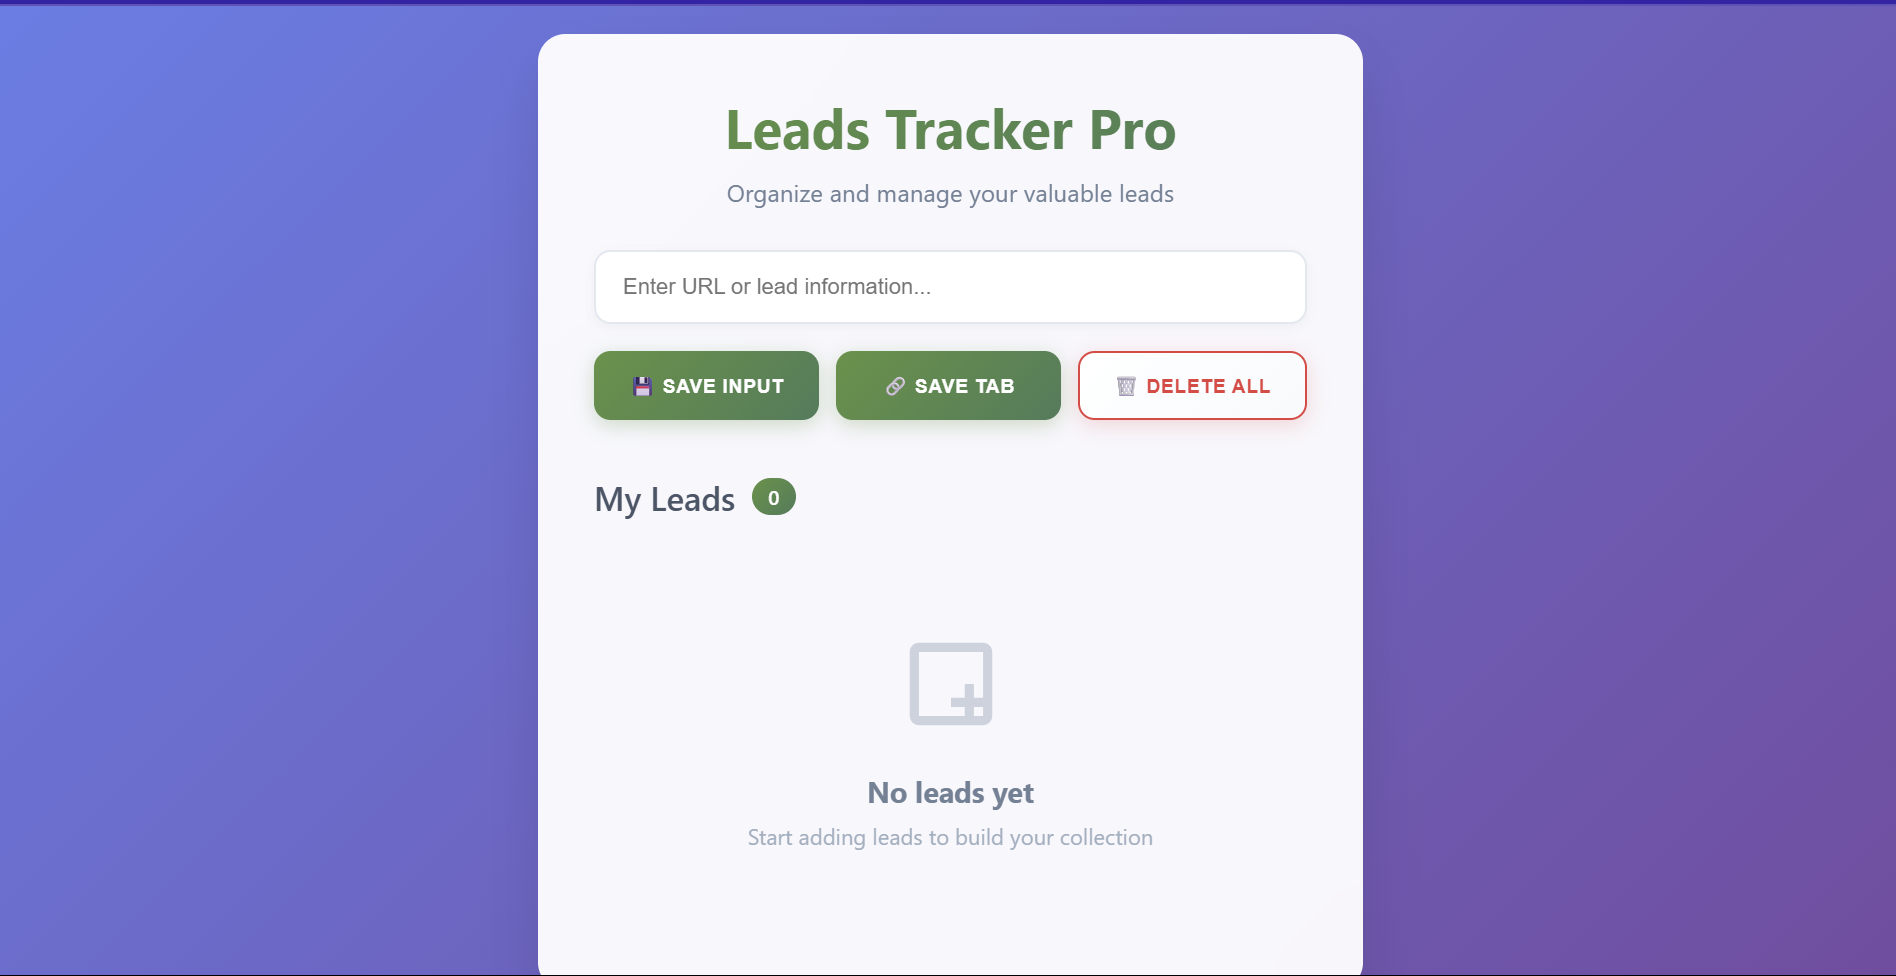 Leads Tracker Pro
Organize and manage your valuable leads
Enter URL or lead information...
SAVE INPUT
SAVE TAB
DELETE ALL
My Leads 0
No leads yet
Start adding leads to build your collection